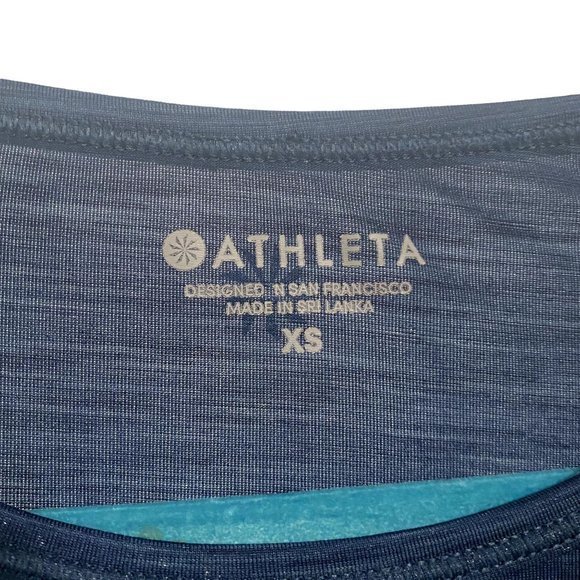 ATHLETA
DESIGNED IN SAN FRANCISCO
MADE IN SRI LANKA
XS